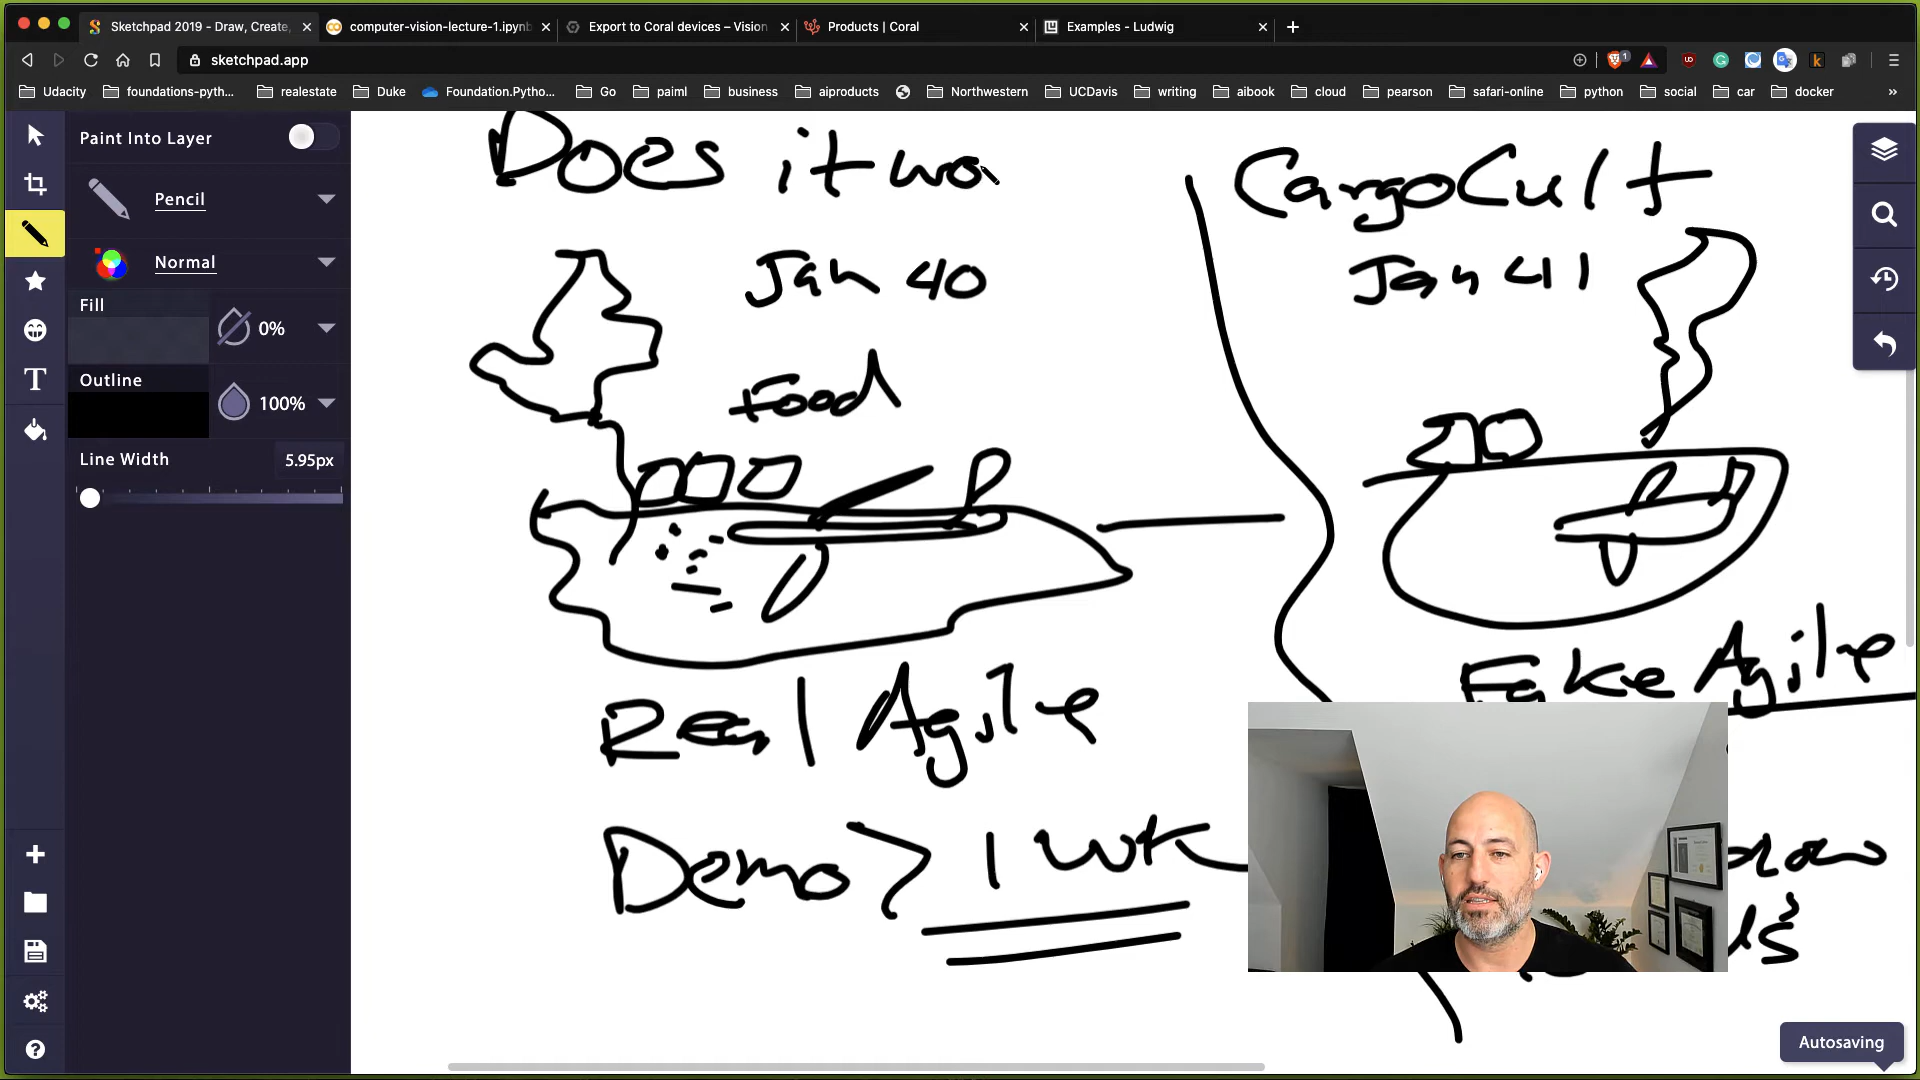 Sketchpad 2019 - Draw, Create,
computer-vision-lecture-1.ipynb
Export to Coral devices – Vision
Products | Coral
Examples - Ludwig
sketchpad.app
1
Udacity
foundations-pyth...
realestate
Duke
Foundation.Pytho...
Go
paiml
business
aiproducts
Northwestern
UCDavis
writing
aibook
cloud
pearson
safari-online
python
social
car
docker
»
Paint Into Layer
Pencil
Normal
Fill
0%
Outline
100%
Line Width
5.95px
Does it wo
CargoCult
Jan 40
Jan 41
Food
Real Agile
Fake Agile
Demo > 1 wk
Autosaving